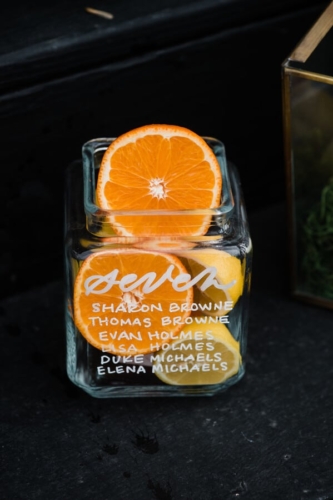 seven
SHARON BROWNE
THOMAS BROWNE
EVAN HOLMES
LISA HOLMES
DUKE MICHAELS
ELENA MICHAELS